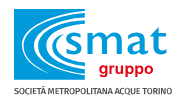 smat
gruppo
SOCIETÀ METROPOLITANA ACQUE TORINO